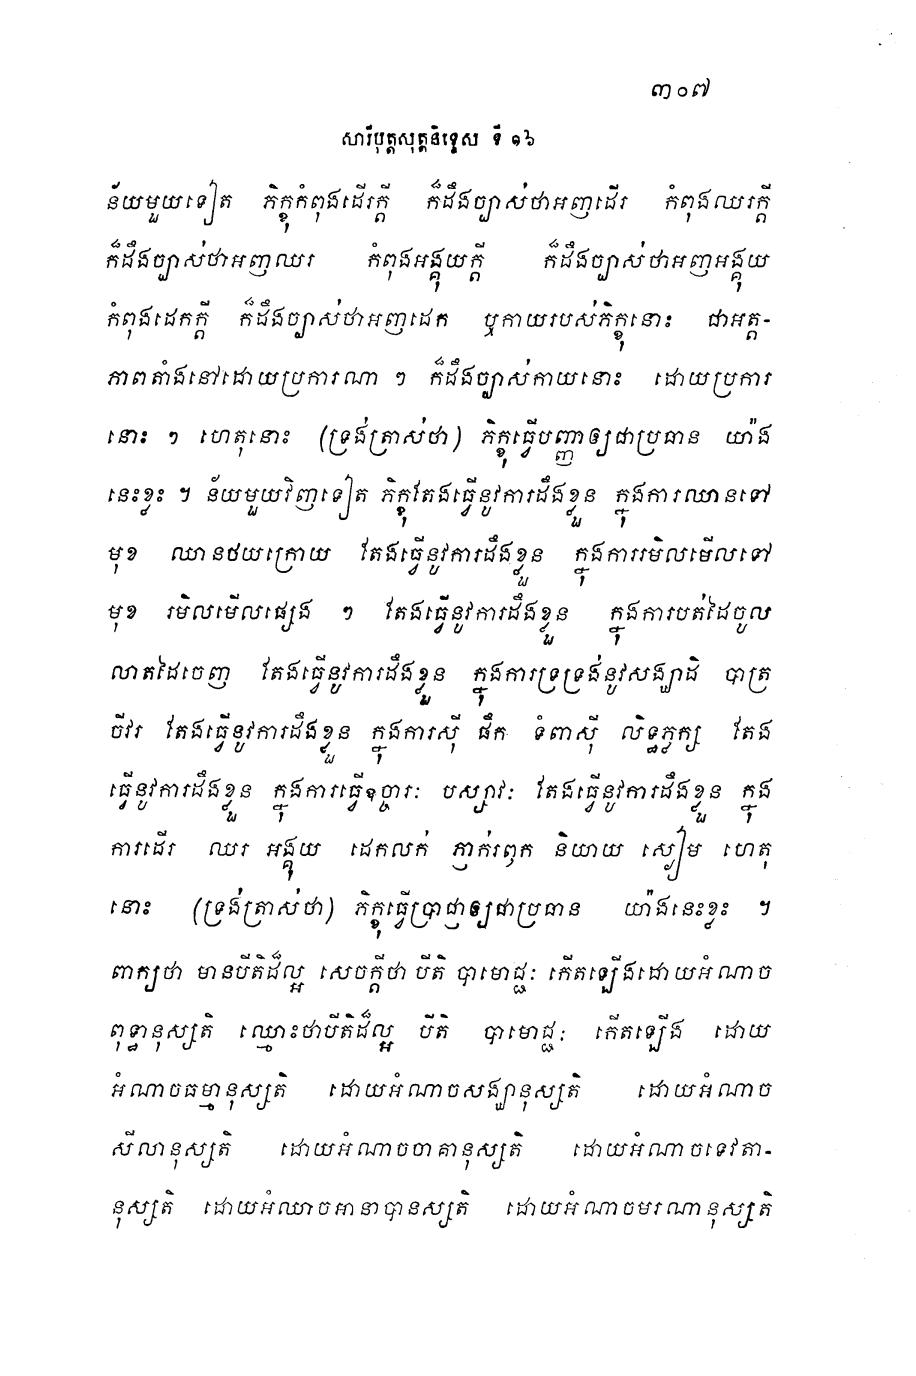 ៣០៧
សារីបុត្តសុត្តនិទ្ទេស ទី ១៦
ន័យមួយទៀត ភិក្ខុកំពុងដើរក្តី ក៏ដឹងច្បាស់ថាអញដើរ កំពុងឈរក្តី
ក៏ដឹងច្បាស់ថាអញឈរ កំពុងអង្គុយក្តី ក៏ដឹងច្បាស់ថាអញអង្គុយ
កំពុងដេកក្តី ក៏ដឹងច្បាស់ថាអញដេក ឬកាយរបស់ភិក្ខុនោះ ជាអត្ត-
ភាពតាំងនៅដោយប្រការណា ៗ ក៏ដឹងច្បាស់កាយនោះ ដោយប្រការ
នោះ ៗ ហេតុនោះ (ទ្រង់ត្រាស់ថា) ភិក្ខុធ្វើបញ្ញាឲ្យជាប្រធាន យ៉ាង
នេះខ្លះ ។ ន័យមួយវិញទៀត ភិក្ខុតែងធ្វើនូវការដឹងខ្លួន ក្នុងការឈានទៅ
មុខ ឈានថយក្រោយ តែងធ្វើនូវការដឹងខ្លួន ក្នុងការរមិលមើលទៅ
មុខ រមិលមើលផ្សេង ៗ តែងធ្វើនូវការដឹងខ្លួន ក្នុងការបត់ដៃចូល
លាតដៃចេញ តែងធ្វើនូវការដឹងខ្លួន ក្នុងការទ្រទ្រង់នូវសង្ឃាដិ បាត្រ
ចីវរ តែងធ្វើនូវការដឹងខ្លួន ក្នុងការស៊ី ផឹក ទំពាស៊ី លិទ្ធភ្លក្ស តែង
ធ្វើនូវការដឹងខ្លួន ក្នុងការធ្វើឧច្ចារៈ បស្សាវៈ តែងធ្វើនូវការដឹងខ្លួន ក្នុង
ការដើរ ឈរ អង្គុយ ដេកលក់ ភ្ញាក់រឭក និយាយ ស្ងៀម ហេតុ
នោះ (ទ្រង់ត្រាស់ថា) ភិក្ខុធ្វើប្រាជ្ញាឲ្យជាប្រធាន យ៉ាងនេះខ្លះ ។
ពាក្យថា មានបីតិដ៏ល្អ សេចក្តីថា បីតិ បាមោជ្ជៈ កើតឡើងដោយអំណាច
ពុទ្ធានុស្សតិ ឈ្មោះថាបីតិដ៏ល្អ បីតិ បាមោជ្ជៈ កើតឡើង ដោយ
អំណាចធម្មានុស្សតិ ដោយអំណាចសង្ឃានុស្សតិ ដោយអំណាច
សីលានុស្សតិ ដោយអំណាចចាគានុស្សតិ ដោយអំណាចទេវតា-
នុស្សតិ ដោយអំណាចអានាបានស្សតិ ដោយអំណាចមរណានុស្សតិ